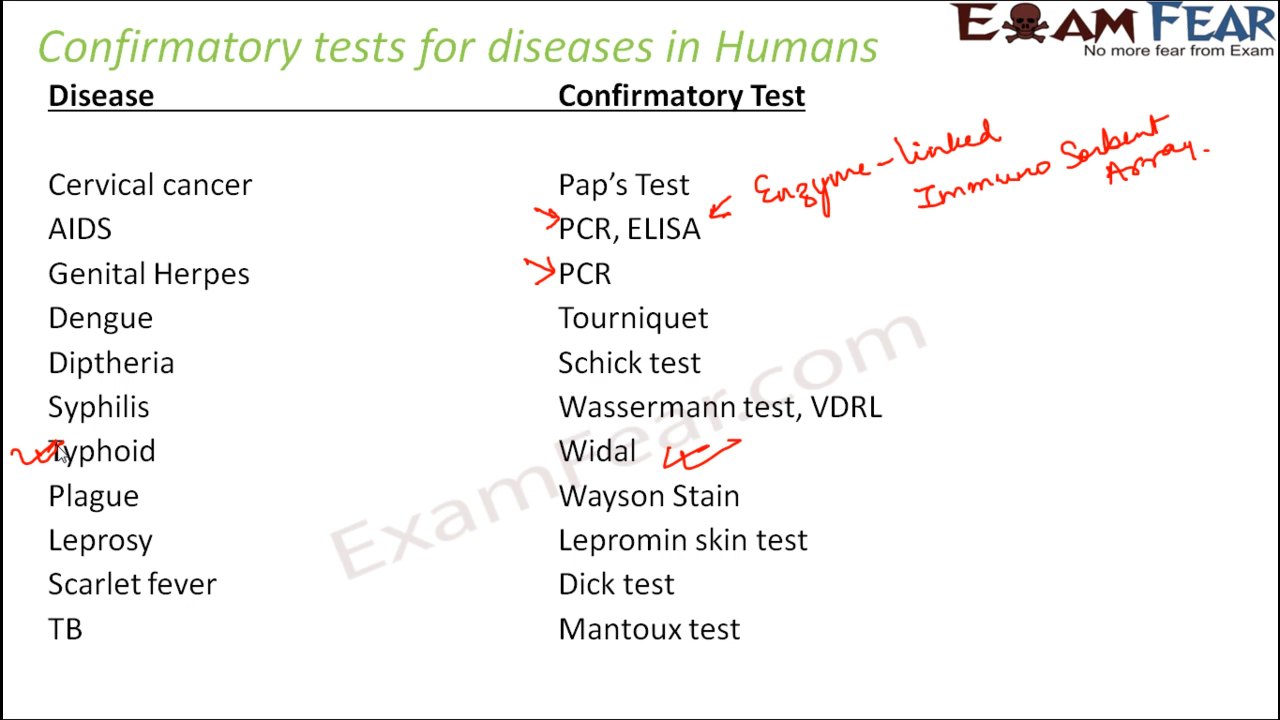 Confirmatory tests for diseases in Humans
EXAM FEAR
No more fear from Exam
Disease Confirmatory Test
Enzyme-linked
Immuno Sorbent
Array.
Cervical cancer Pap’s Test
AIDS PCR, ELISA
Genital Herpes PCR
Dengue Tourniquet
Diptheria Schick test
Syphilis Wassermann test, VDRL
Typhoid Widal
Plague Wayson Stain
Leprosy Lepromin skin test
Scarlet fever Dick test
TB Mantoux test
ExamFear.com